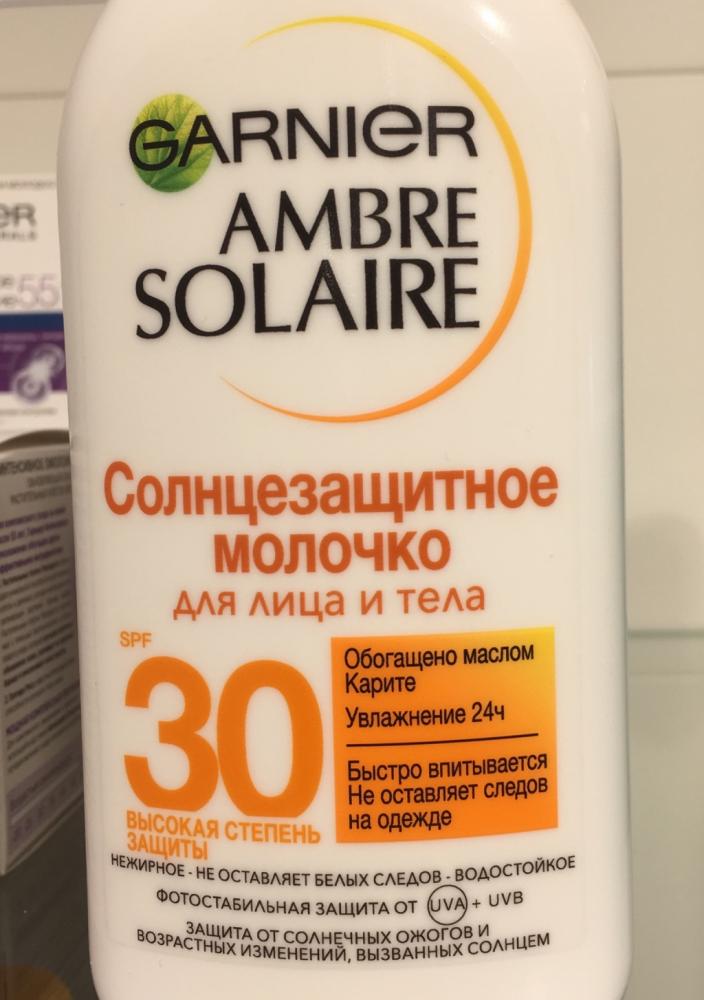 GARNIER
AMBRE
SOLAIRE
Солнцезащитное
молочко
для лица и тела
SPF
30
ВЫСОКАЯ СТЕПЕНЬ
ЗАЩИТЫ
Обогащено маслом
Карите
Увлажнение 24ч
Быстро впитывается
Не оставляет следов
на одежде
НЕЖИРНОЕ - НЕ ОСТАВЛЯЕТ БЕЛЫХ СЛЕДОВ - ВОДОСТОЙКОЕ
ФОТОСТАБИЛЬНАЯ ЗАЩИТА ОТ UVA + UVB
ЗАЩИТА ОТ СОЛНЕЧНЫХ ОЖОГОВ И
ВОЗРАСТНЫХ ИЗМЕНЕНИЙ, ВЫЗВАННЫХ СОЛНЦЕМ
55